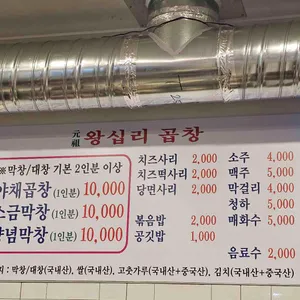 元祖 왕십리 곱창
※막창/대창 기본 2인분 이상
야채곱창 (1인분) 10,000
소금막창 (1인분) 10,000
양념막창 (1인분) 10,000
치즈사리 2,000
치즈떡사리 2,000
당면사리 2,000
볶음밥 2,000
공깃밥 1,000
소주 4,000
맥주 5,000
막걸리 4,000
청하 5,000
매화수 5,000
음료수 2,000
: 막창/대창(국내산), 쌀(국내산), 고춧가루(국내산+중국산), 김치(국내산+중국산)